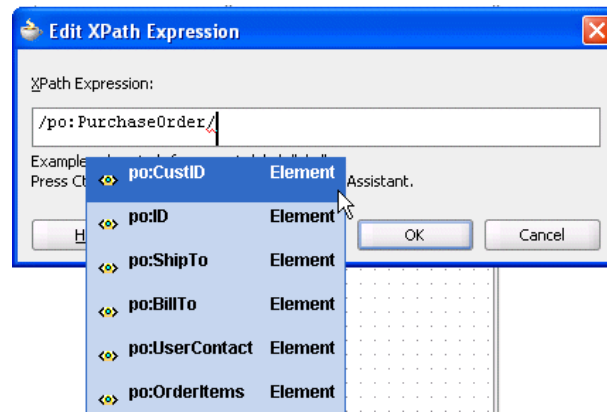 Edit XPath Expression
XPath Expression:
/po:PurchaseOrder/
Example
Press Ct
Assistant.
po:CustID Element
po:ID Element
po:ShipTo Element
po:BillTo Element
po:UserContact Element
po:OrderItems Element
OK
Cancel